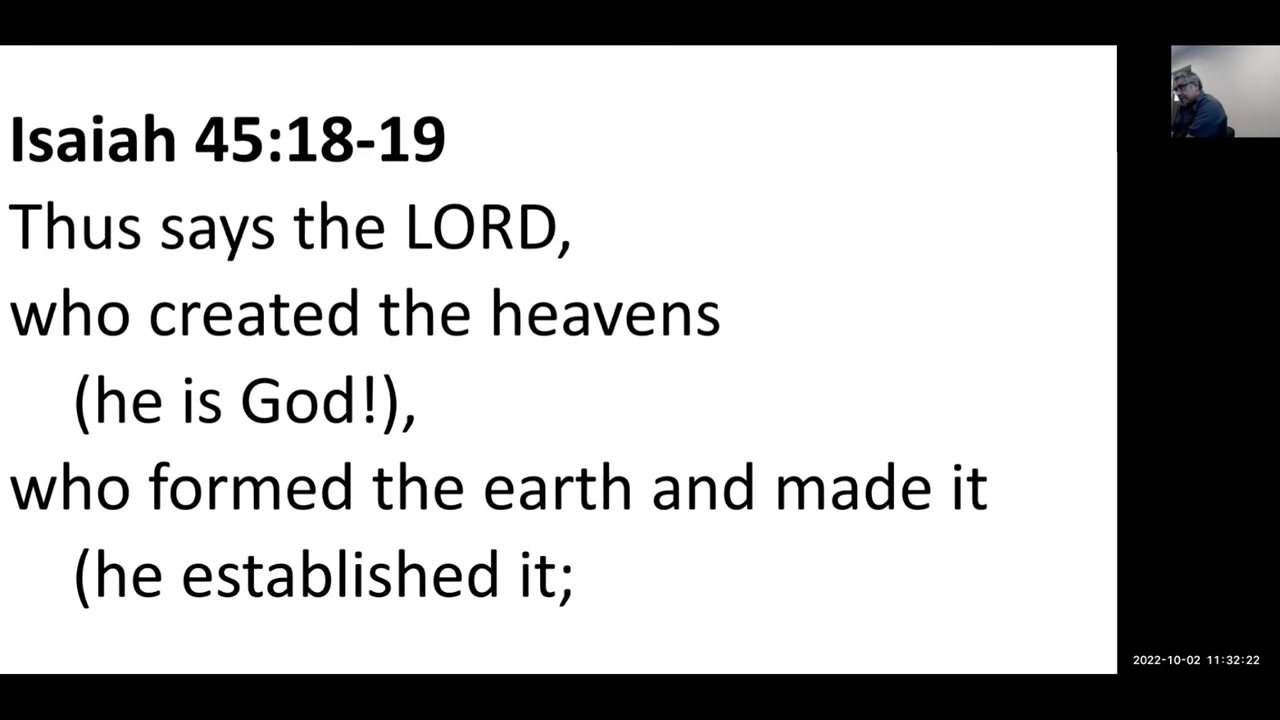 Isaiah 45:18-19
Thus says the LORD,
who created the heavens
(he is God!),
who formed the earth and made it
(he established it;
2022-10-02 11:32:22